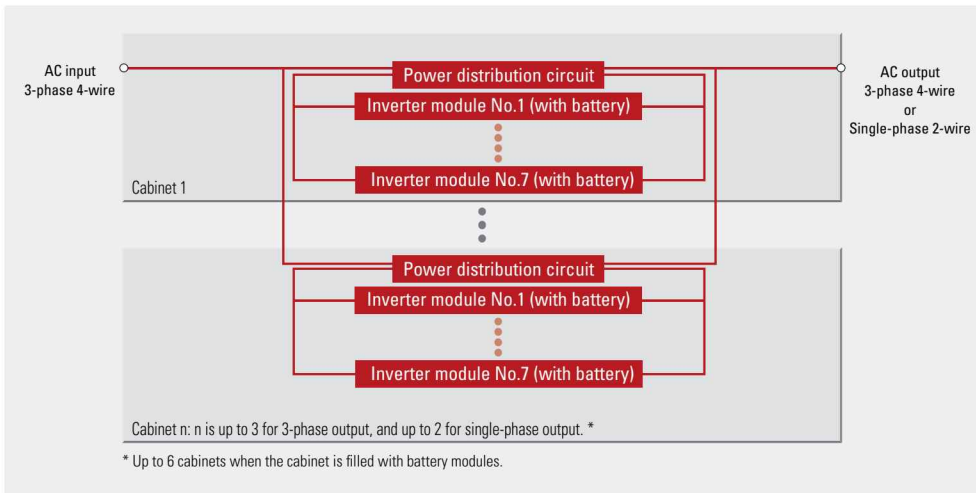 AC input
3-phase 4-wire
Power distribution circuit
Inverter module No.1 (with battery)
Inverter module No.7 (with battery)
Cabinet 1
AC output
3-phase 4-wire
or
Single-phase 2-wire
Power distribution circuit
Inverter module No.1 (with battery)
Inverter module No.7 (with battery)
Cabinet n: n is up to 3 for 3-phase output, and up to 2 for single-phase output. *
* Up to 6 cabinets when the cabinet is filled with battery modules.